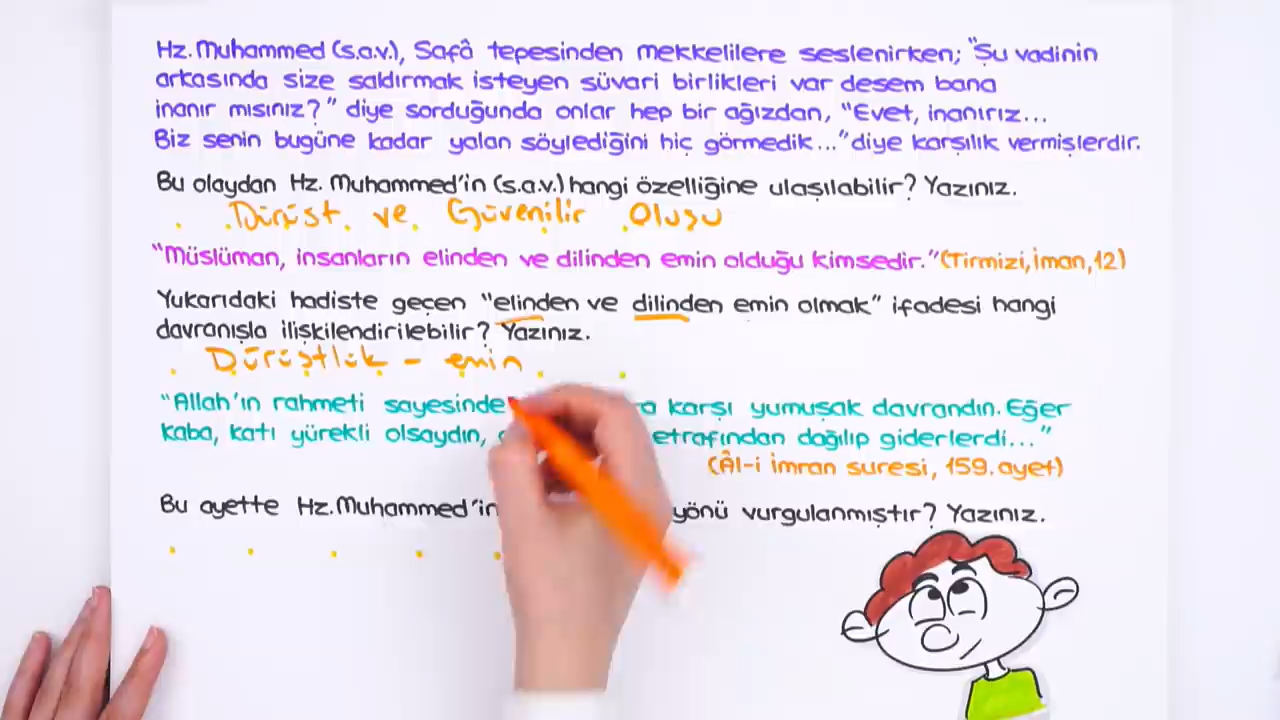 Hz. Muhammed (s.a.v.), Safâ tepesinden mekkelilere seslenirken; "Şu vadinin
arkasında size saldırmak isteyen süvari birlikleri var desem bana
inanır mısınız?" diye sorduğunda onlar hep bir ağızdan, "Evet, inanırız...
Biz senin bugüne kadar yalan söylediğini hiç görmedik..." diye karşılık vermişlerdir.
Bu olaydan Hz. Muhammed'in (s.a.v.) hangi özelliğine ulaşılabilir? Yazınız.
Dürüst ve Güvenilir Oluşu
"Müslüman, insanların elinden ve dilinden emin olduğu kimsedir." (Tirmizi, İman, 12)
Yukarıdaki hadiste geçen "elinden ve dilinden emin olmak" ifadesi hangi
davranışla ilişkilendirilebilir? Yazınız.
Dürüstlük - emin
"Allah'ın rahmeti sayesinde karşı yumuşak davrandın. Eğer
kaba, katı yürekli olsaydın, etrafından dağılıp giderlerdi..."
(Âl-i İmran suresi, 159. ayet)
Bu ayette Hz. Muhammed'in yönü vurgulanmıştır? Yazınız.